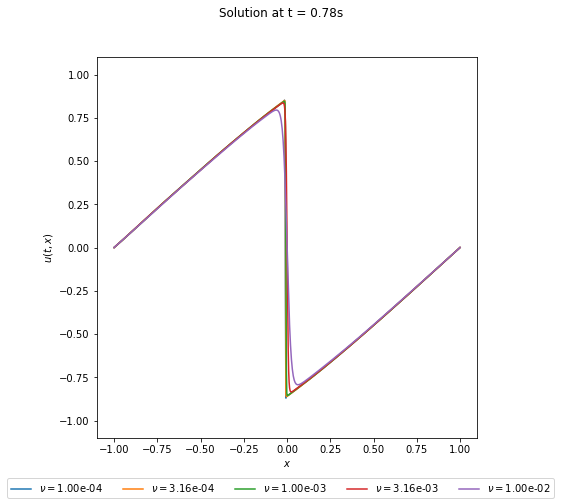 Solution at t = 0.78s
1.00
0.75
0.50
0.25
0.00
−0.25
−0.50
−0.75
−1.00
u(t, x)
−1.00 −0.75 −0.50 −0.25 0.00 0.25 0.50 0.75 1.00
x
ν = 1.00e-04 ν = 3.16e-04 ν = 1.00e-03 ν = 3.16e-03 ν = 1.00e-02